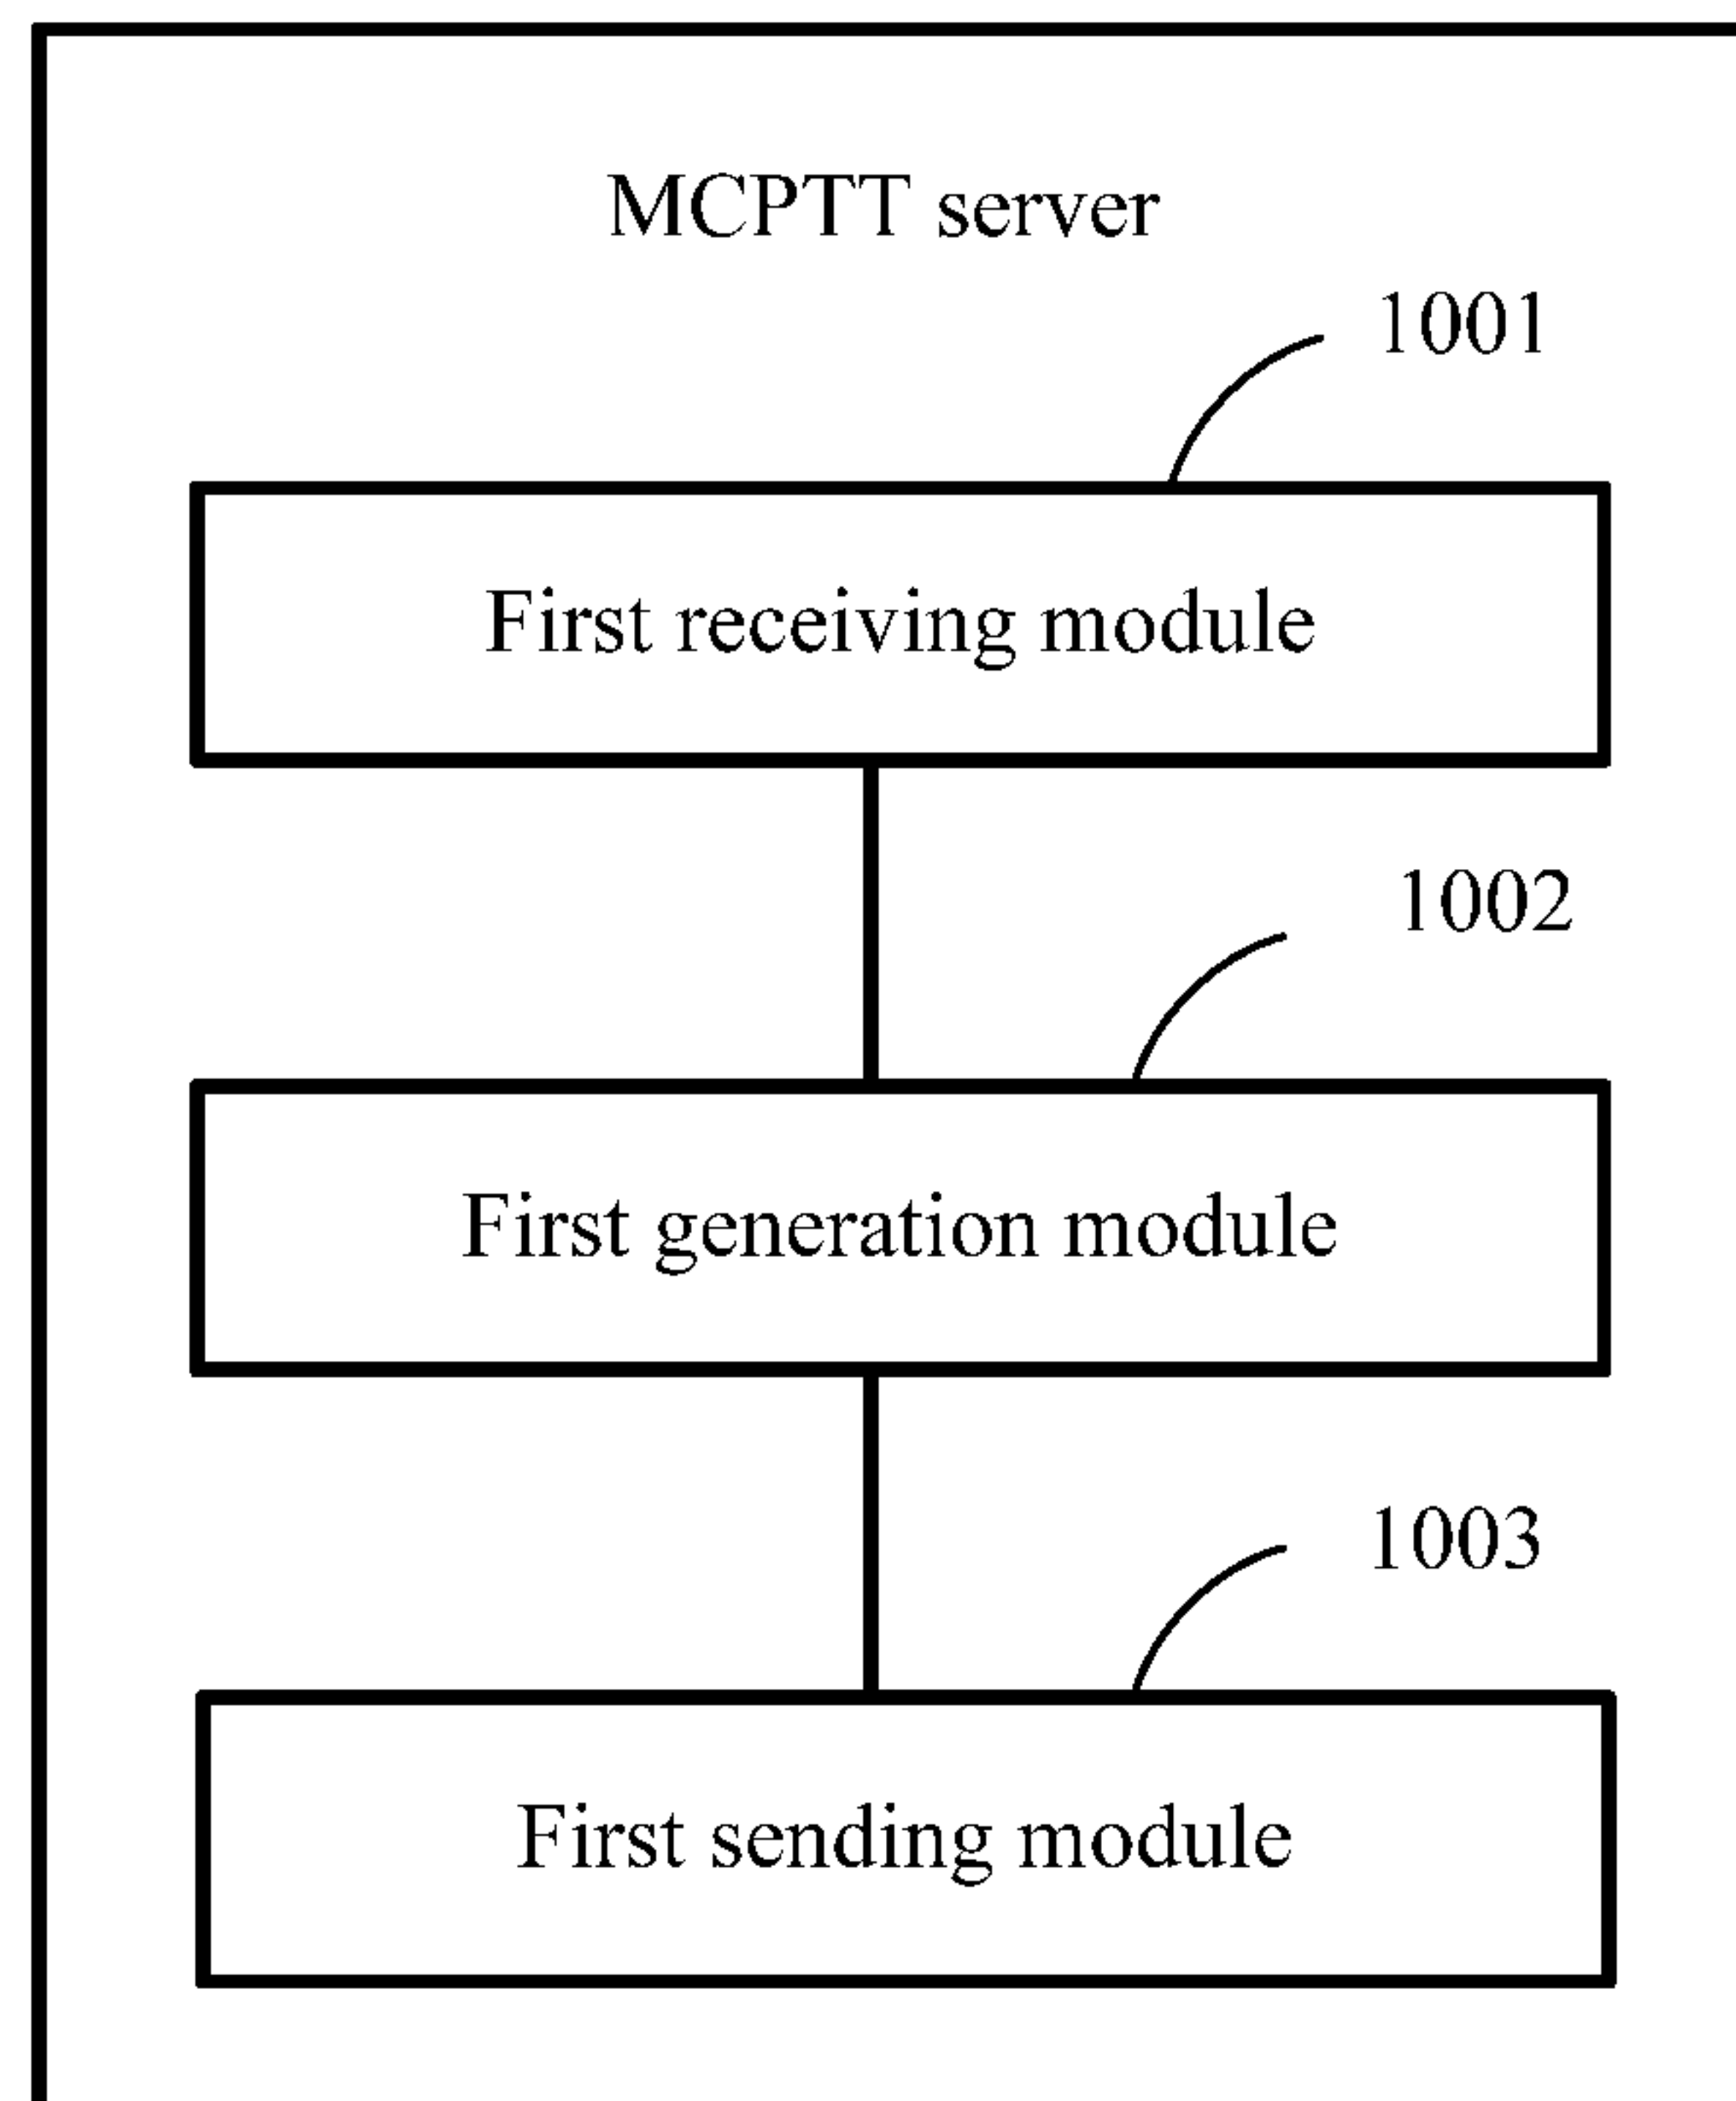 MCPTT server
1001
First receiving module
1002
First generation module
1003
First sending module